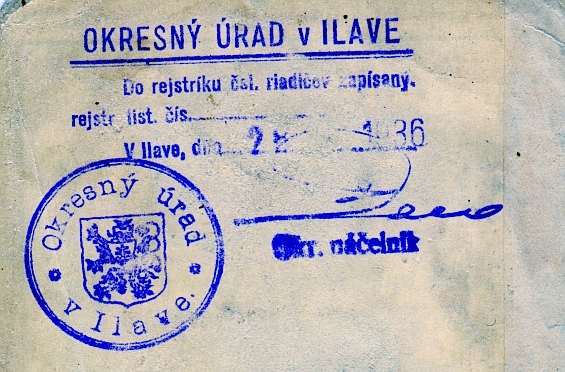 OKRESNÝ ÚRAD v ILAVE
Do rejstríku čsl. riadičov zapísaný.
rejstr. list. čís.
V Ilave, dňa 28 1936
Okr. náčelník
Okresný úrad
v Ilave.